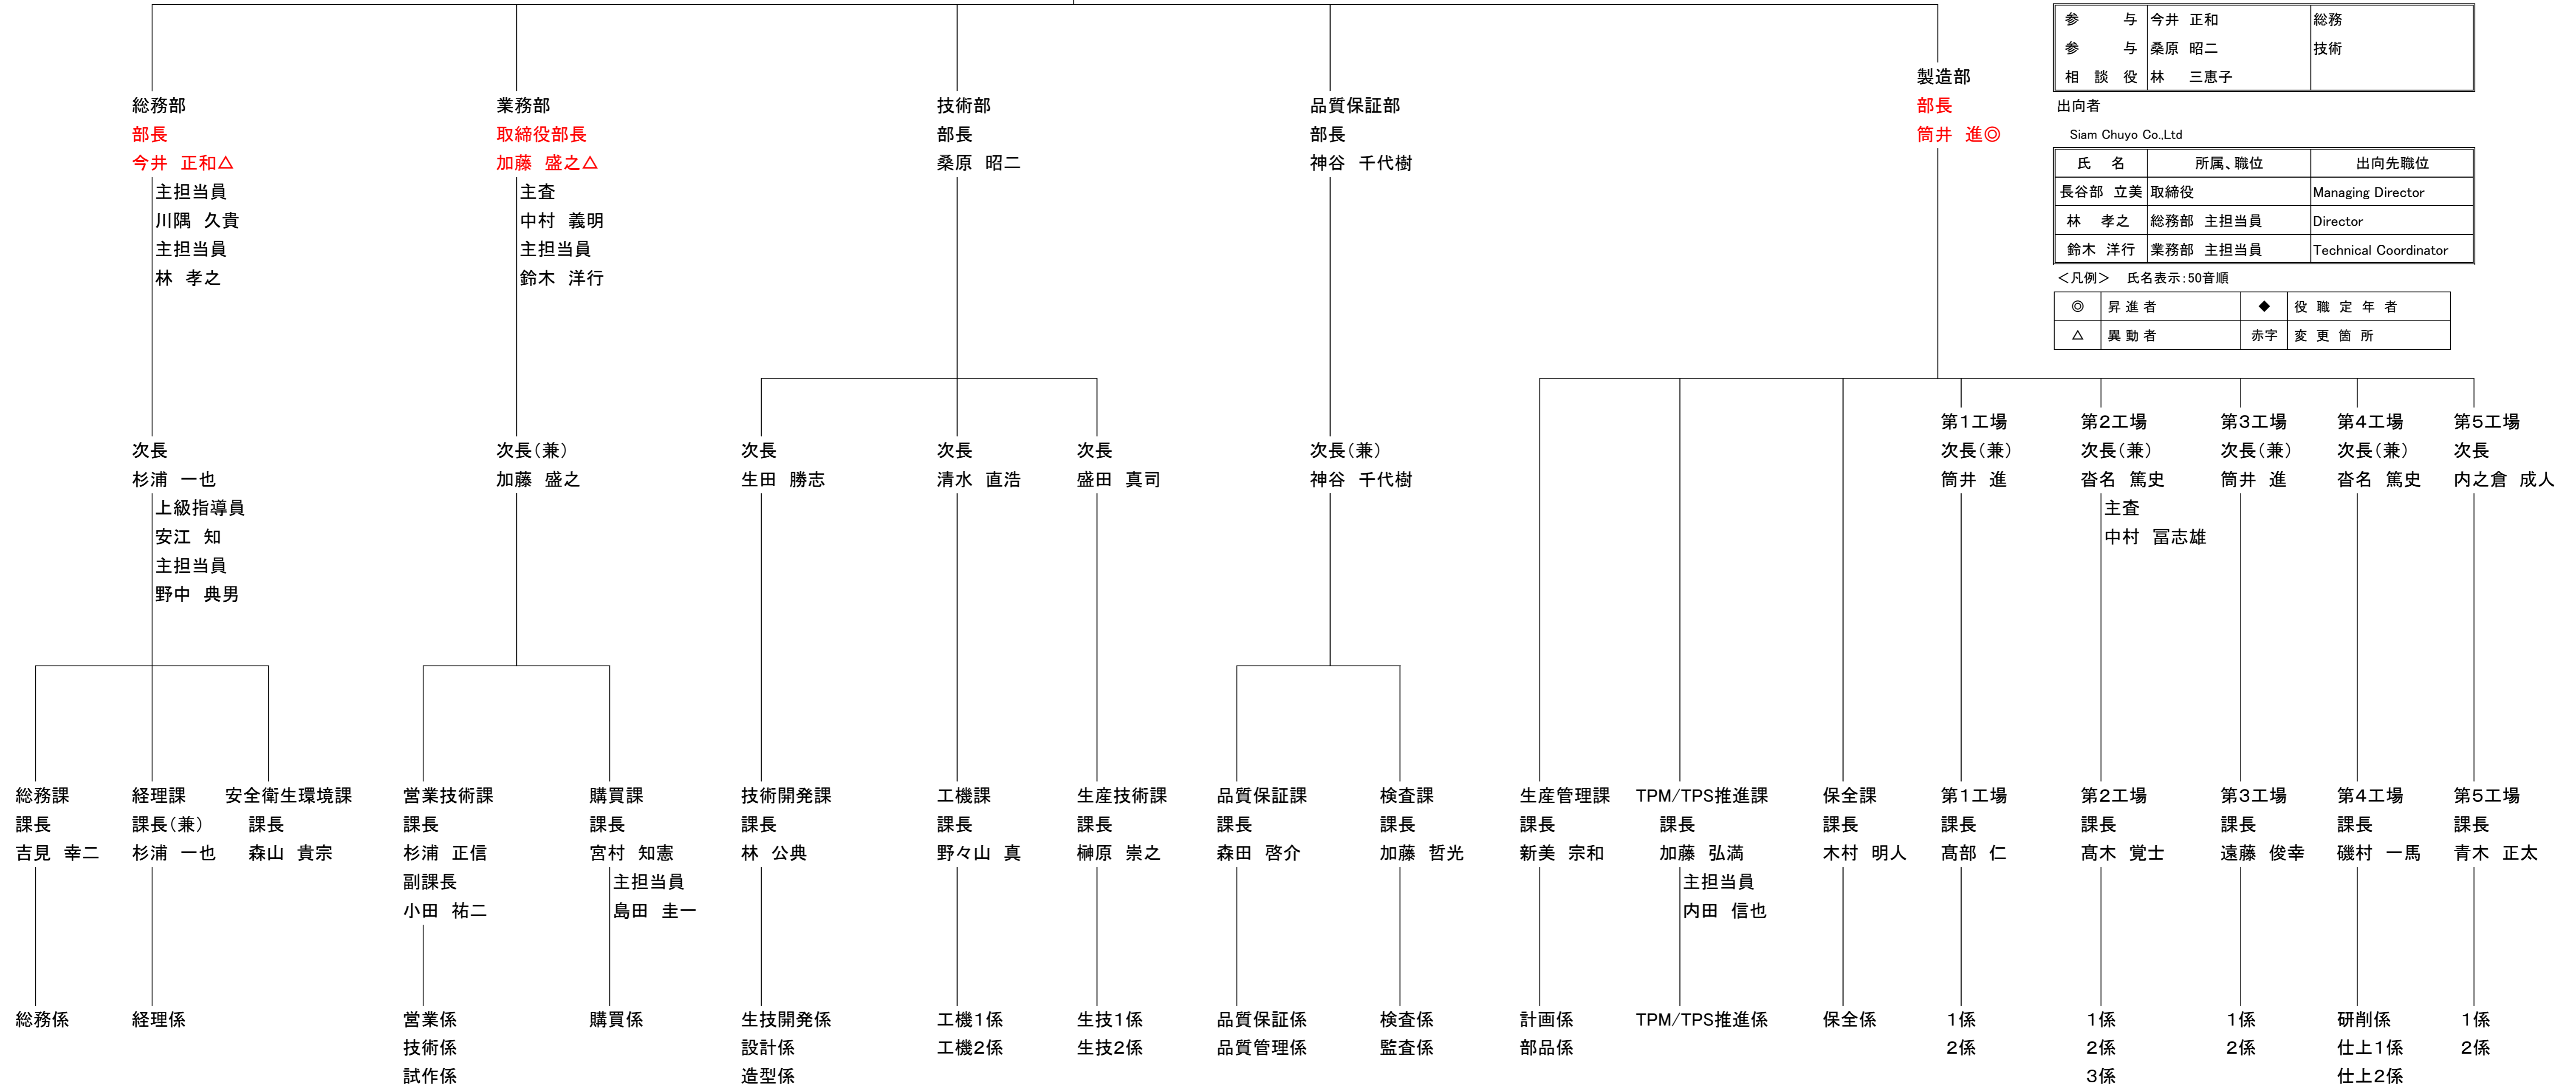 参 与 今井 正和 総務
参 与 桑原 昭二 技術
相 談 役 林 三恵子
出向者
Siam Chuyo Co.,Ltd
氏 名 所属、職位 出向先職位
長谷部 立美 取締役 Managing Director
林 孝之 総務部 主担当員 Director
鈴木 洋行 業務部 主担当員 Technical Coordinator
＜凡例＞ 氏名表示：50音順
◎ 昇進者 ◆ 役職定年者
△ 異動者 赤字 変更箇所
総務部
部長
今井 正和△
主担当員
川隅 久貴
主担当員
林 孝之
次長
杉浦 一也
上級指導員
安江 知
主担当員
野中 典男
総務課
課長
吉見 幸二
総務係
経理課
課長（兼）
杉浦 一也
経理係
安全衛生環境課
課長
森山 貴宗
業務部
取締役部長
加藤 盛之△
主査
中村 義明
主担当員
鈴木 洋行
次長（兼）
加藤 盛之
営業技術課
課長
杉浦 正信
副課長
小田 祐二
営業係
技術係
試作係
購買課
課長
宮村 知憲
主担当員
島田 圭一
購買係
技術部
部長
桑原 昭二
次長
生田 勝志
技術開発課
課長
林 公典
生技開発係
設計係
造型係
次長
清水 直浩
工機課
課長
野々山 真
工機1係
工機2係
次長
盛田 真司
生産技術課
課長
榊原 崇之
生技1係
生技2係
品質保証部
部長
神谷 千代樹
次長（兼）
神谷 千代樹
品質保証課
課長
森田 啓介
品質保証係
品質管理係
検査課
課長
加藤 哲光
検査係
監査係
製造部
部長
筒井 進◎
生産管理課
課長
新美 宗和
計画係
部品係
TPM/TPS推進課
課長
加藤 弘満
主担当員
内田 信也
TPM/TPS推進係
保全課
課長
木村 明人
保全係
第1工場
次長（兼）
筒井 進
第1工場
課長
髙部 仁
1係
2係
第2工場
次長（兼）
沓名 篤史
主査
中村 冨志雄
第2工場
課長
髙木 覚士
1係
2係
3係
第3工場
次長（兼）
筒井 進
第3工場
課長
遠藤 俊幸
1係
2係
第4工場
次長（兼）
沓名 篤史
第4工場
課長
磯村 一馬
研削係
仕上1係
仕上2係
第5工場
次長
内之倉 成人
第5工場
課長
青木 正太
1係
2係